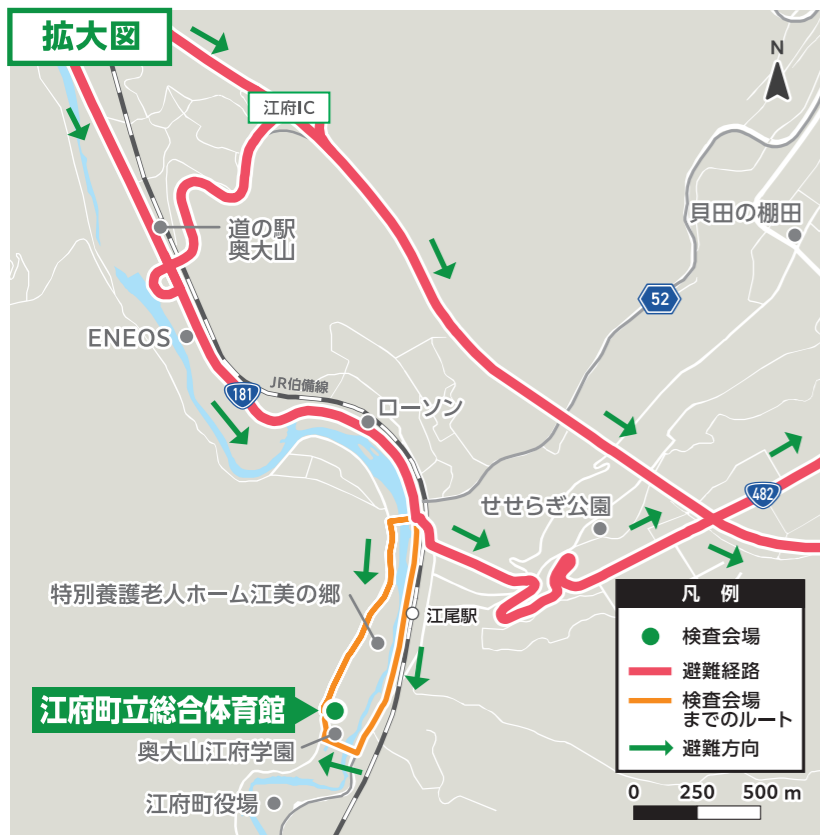 拡大図
N
江府IC
貝田の棚田
道の駅
奥大山
52
ENEOS
JR伯備線
181
ローソン
482
せせらぎ公園
特別養護老人ホーム江美の郷
江尾駅
江府町立総合体育館
奥大山江府学園
江府町役場
凡 例
検査会場
避難経路
検査会場
までのルート
避難方向
0 250 500 m